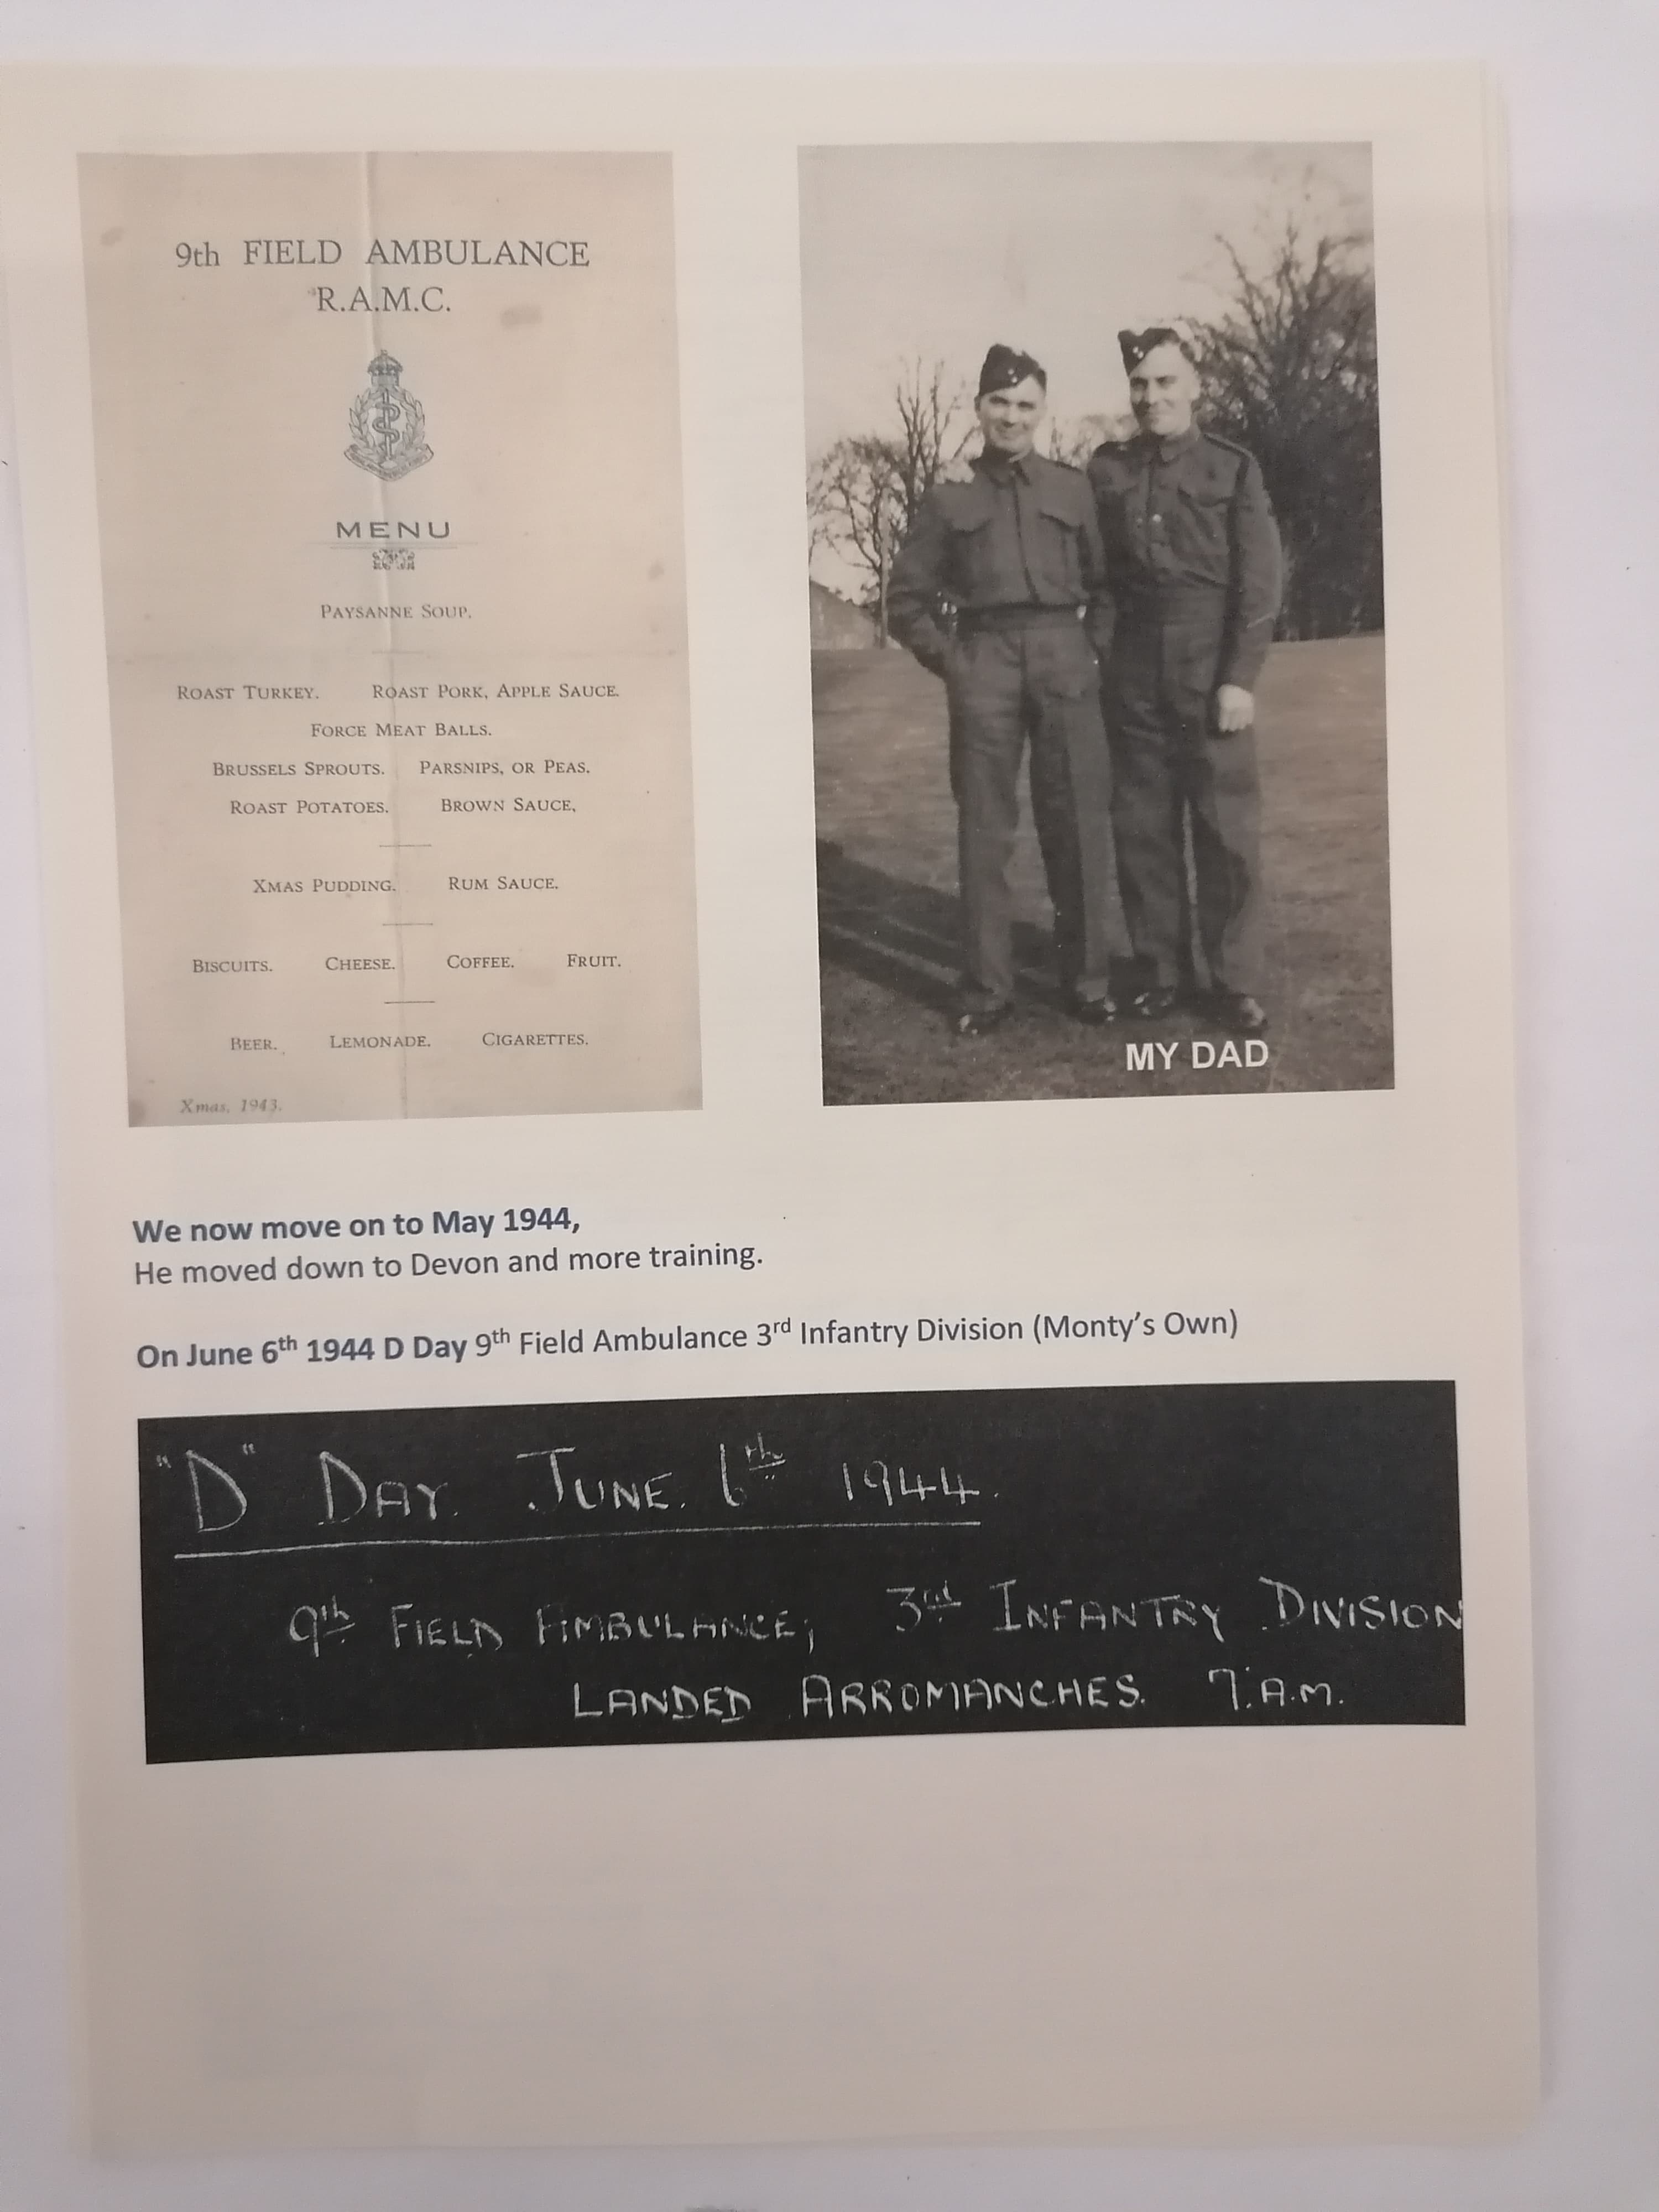 9th FIELD AMBULANCE
R.A.M.C.
MENU
PAYSANNE SOUP.
ROAST TURKEY. ROAST PORK, APPLE SAUCE.
FORCE MEAT BALLS.
BRUSSELS SPROUTS. PARSNIPS, OR PEAS.
ROAST POTATOES. BROWN SAUCE,
XMAS PUDDING. RUM SAUCE.
BISCUITS. CHEESE. COFFEE. FRUIT.
BEER. LEMONADE. CIGARETTES.
Xmas, 1943.
MY DAD
We now move on to May 1944,
He moved down to Devon and more training.
On June 6th 1944 D Day 9th Field Ambulance 3rd Infantry Division (Monty's Own)
"D" DAY. JUNE. 6th 1944.
9th FIELD AMBULANCE; 3rd INFANTRY DIVISION
LANDED ARROMANCHES. 7.A.M.